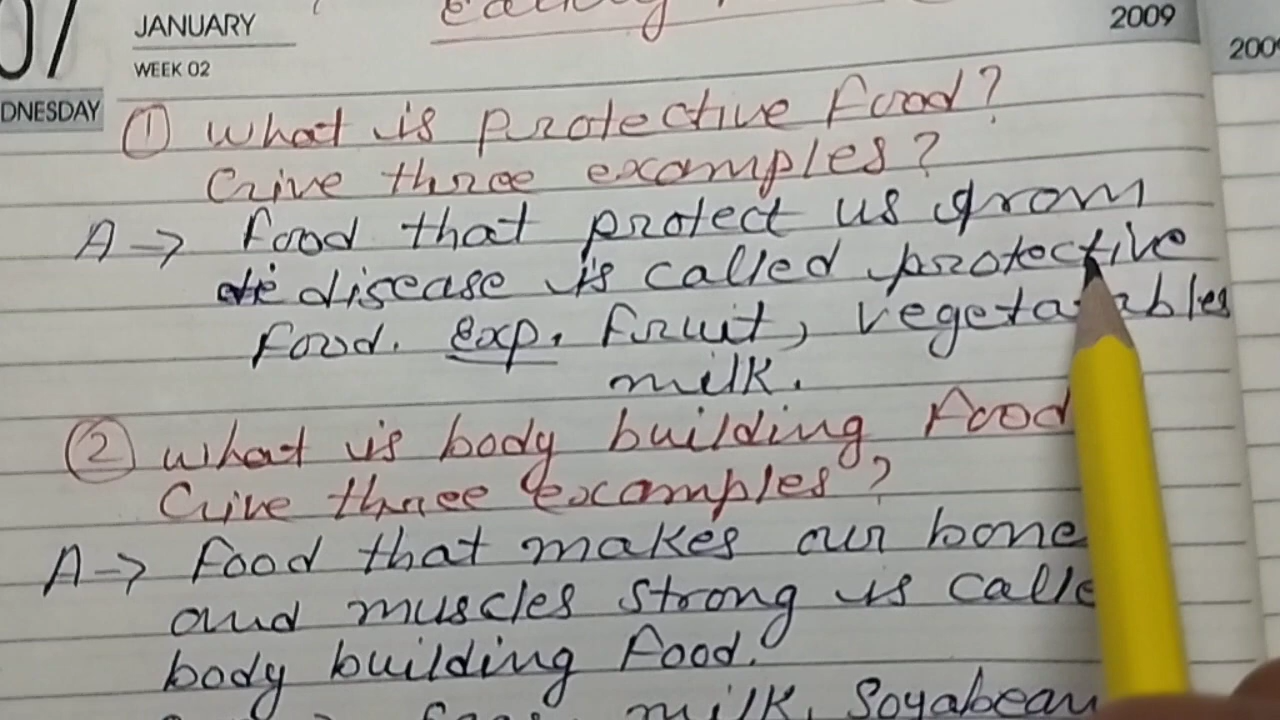 07 JANUARY 2009
WEEK 02 200
DNESDAY
① What is protective food?
Give three examples?
A→ food that protect us from
disease is called protective
food. exp. fruit, vegetables
milk.
② What is body building food
Give three examples?
A→ food that makes our bone
and muscles strong is calle
body building food.
milk, Soyabean